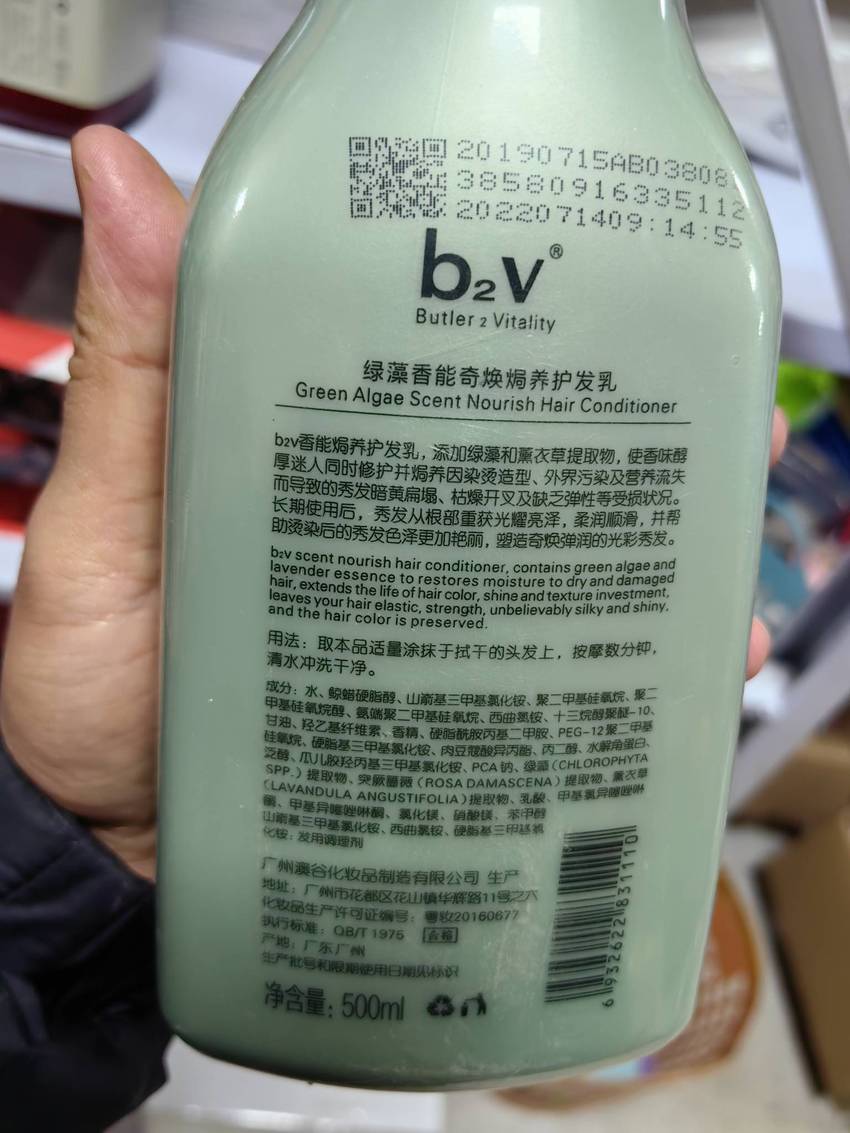 20190715AB03808
38580916335112
2022071409:14:55
b2v®
Butler 2 Vitality
绿藻香能奇焕焗养护发乳
Green Algae Scent Nourish Hair Conditioner
b2v香能焗养护发乳，添加绿藻和薰衣草提取物，使香味醇
厚迷人同时修护并焗养因染烫造型、外界污染及营养流失
而导致的秀发暗黄扁塌、枯燥开叉及缺乏弹性等受损状况。
长期使用后，秀发从根部重获光耀亮泽，柔润顺滑，并帮
助烫染后的秀发色泽更加艳丽，塑造奇焕弹润的光彩秀发。
b2v scent nourish hair conditioner, contains green algae and
lavender essence to restores moisture to dry and damaged
hair, extends the life of hair color, shine and texture investment,
leaves your hair elastic, strength, unbelievably silky and shiny,
and the hair color is preserved.
用法：取本品适量涂抹于拭干的头发上，按摩数分钟，
清水冲洗干净。
成分：水、鲸蜡硬脂醇、山嵛基三甲基氯化铵、聚二甲基硅氧烷、聚二
甲基硅氧烷醇、氨端聚二甲基硅氧烷、西曲氯铵、十三烷醇聚醚-10、
甘油、羟乙基纤维素、香精、硬脂酰胺丙基二甲胺、PEG-12聚二甲基
硅氧烷、硬脂基三甲基氯化铵、肉豆蔻酸异丙酯、丙二醇、水解角蛋白、
泛醇、瓜儿胶羟丙基三甲基氯化铵、PCA 钠、绿藻（CHLOROPHYTA
SPP.）提取物、突厥蔷薇（ROSA DAMASCENA）提取物、薰衣草
（LAVANDULA ANGUSTIFOLIA）提取物、乳酸、甲基氯异噻唑啉
酮、甲基异噻唑啉酮、氯化镁、硝酸镁、苯甲醇
山嵛基三甲基氯化铵、西曲氯铵、硬脂基三甲基氯
化铵：发用调理剂
广州澳谷化妆品制造有限公司 生产
地址：广州市花都区花山镇华辉路11号之六
化妆品生产许可证编号：粤妆20160677
执行标准：QB/T 1975
产地：广东广州
生产批号和限期使用日期见标识
净含量：500ml
6 932622 831110